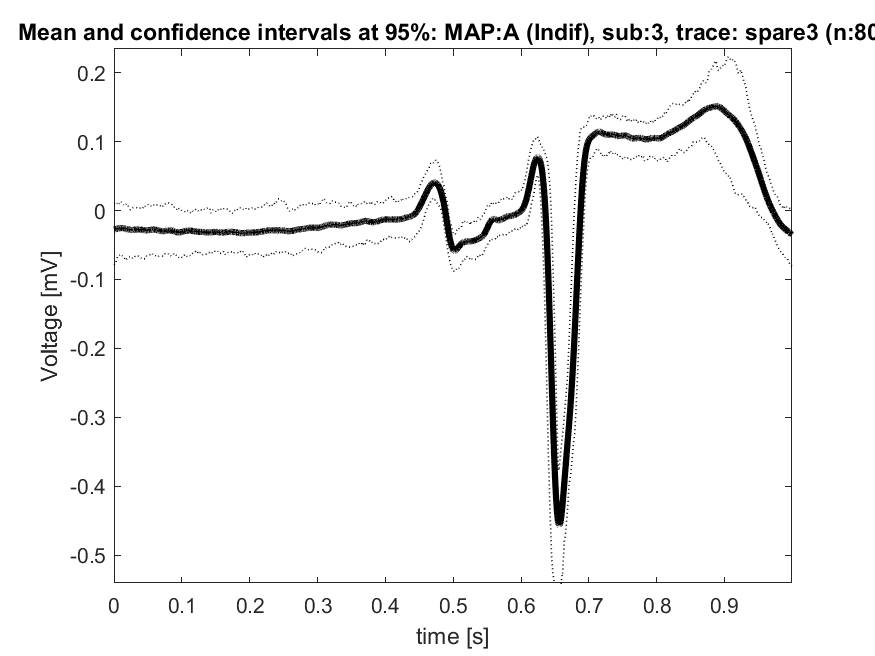 Mean and confidence intervals at 95%: MAP:A (Indif), sub:3, trace: spare3 (n:80
0.2
0.1
0
-0.1
-0.2
-0.3
-0.4
-0.5
Voltage [mV]
0 0.1 0.2 0.3 0.4 0.5 0.6 0.7 0.8 0.9
time [s]